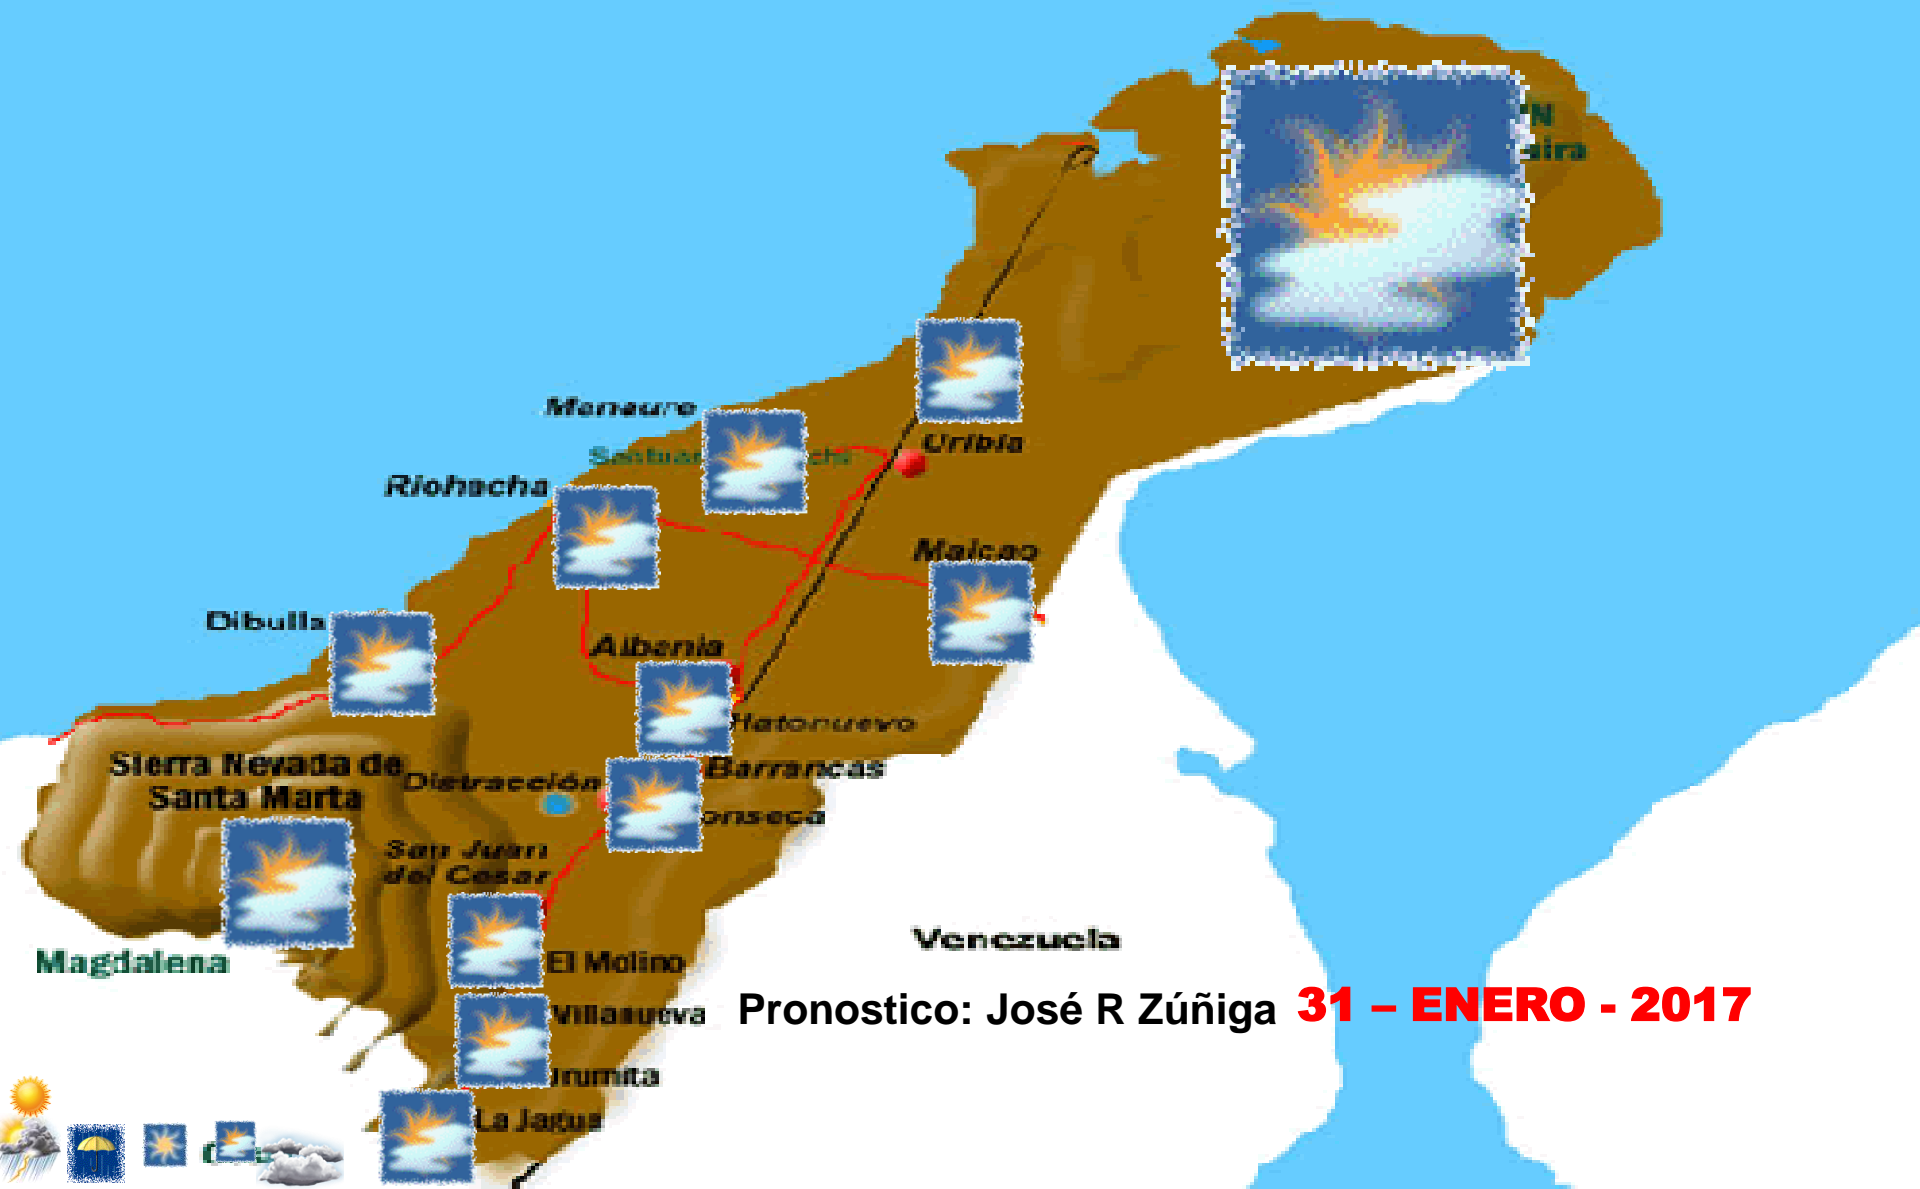 Manaure
Uribia
Riohacha
Maicao
Dibulla
Albania
Hatonuevo
Sierra Nevada de
Santa Marta
Distracción
Barrancas
onseca
San Juan
del Cesar
Venezuela
Magdalena
El Molino
Villanueva
Pronostico: José R Zúñiga 31 – ENERO - 2017
La Jagua